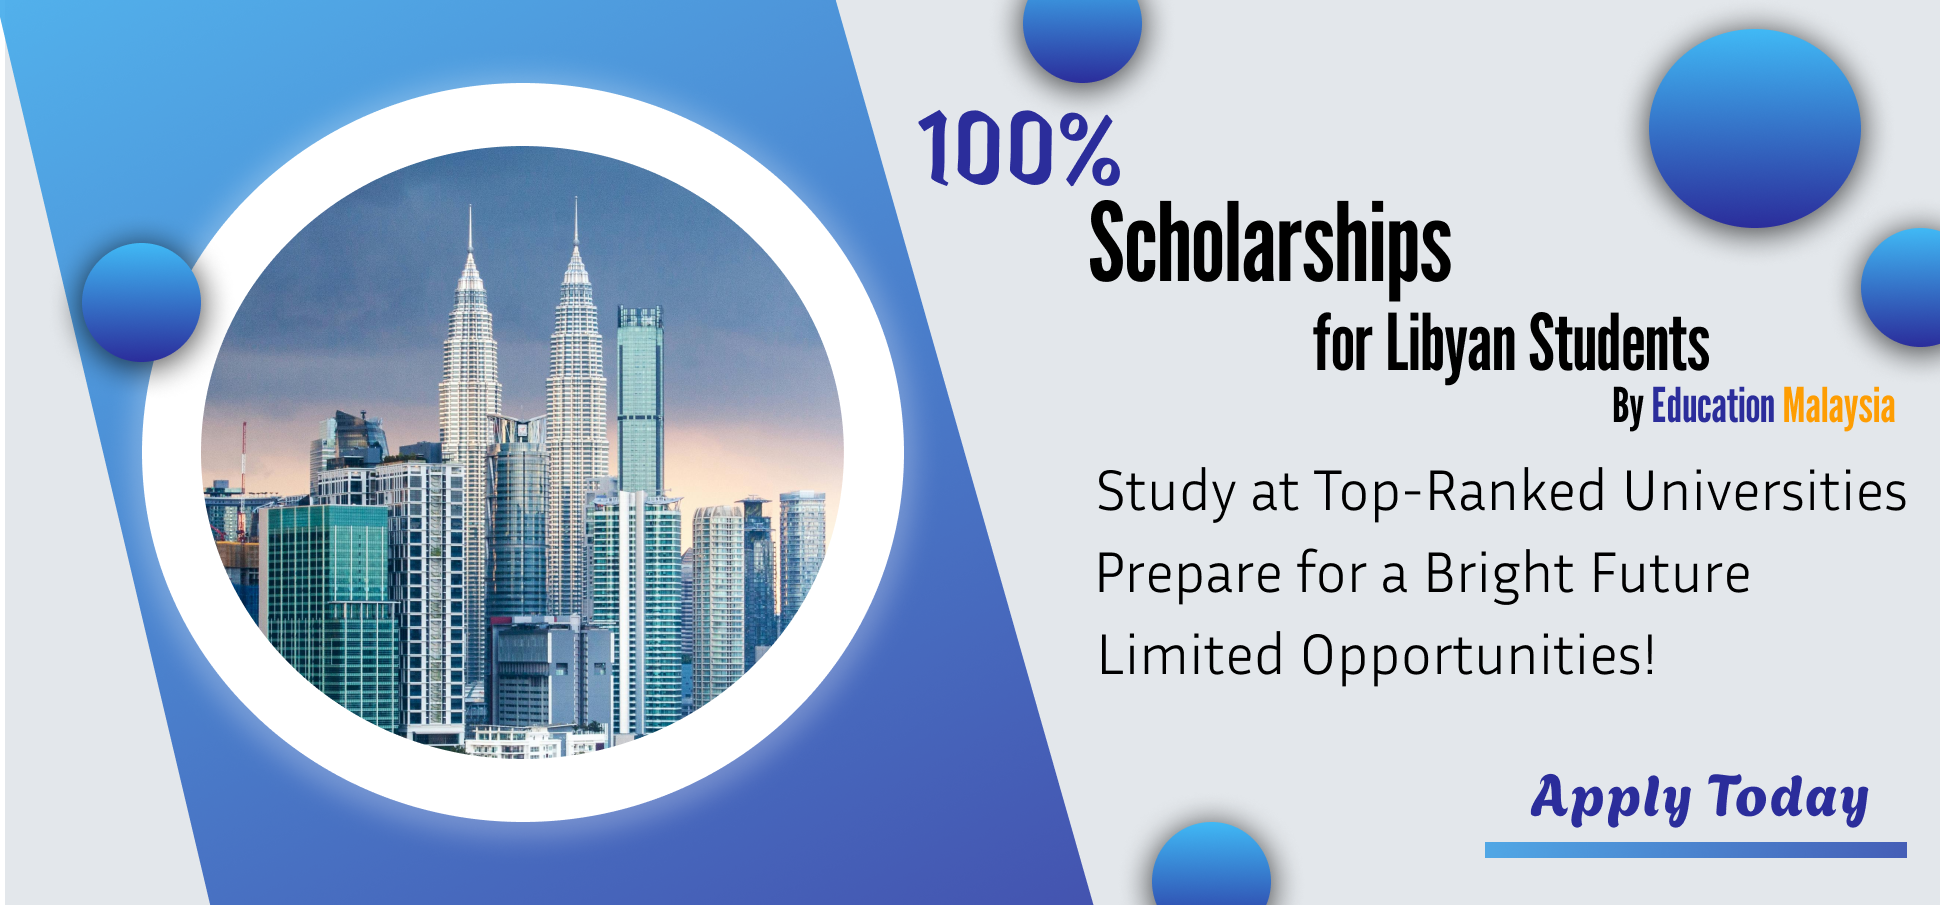 100%
Scholarships
for Libyan Students
By Education Malaysia
Study at Top-Ranked Universities
Prepare for a Bright Future
Limited Opportunities!
Apply Today